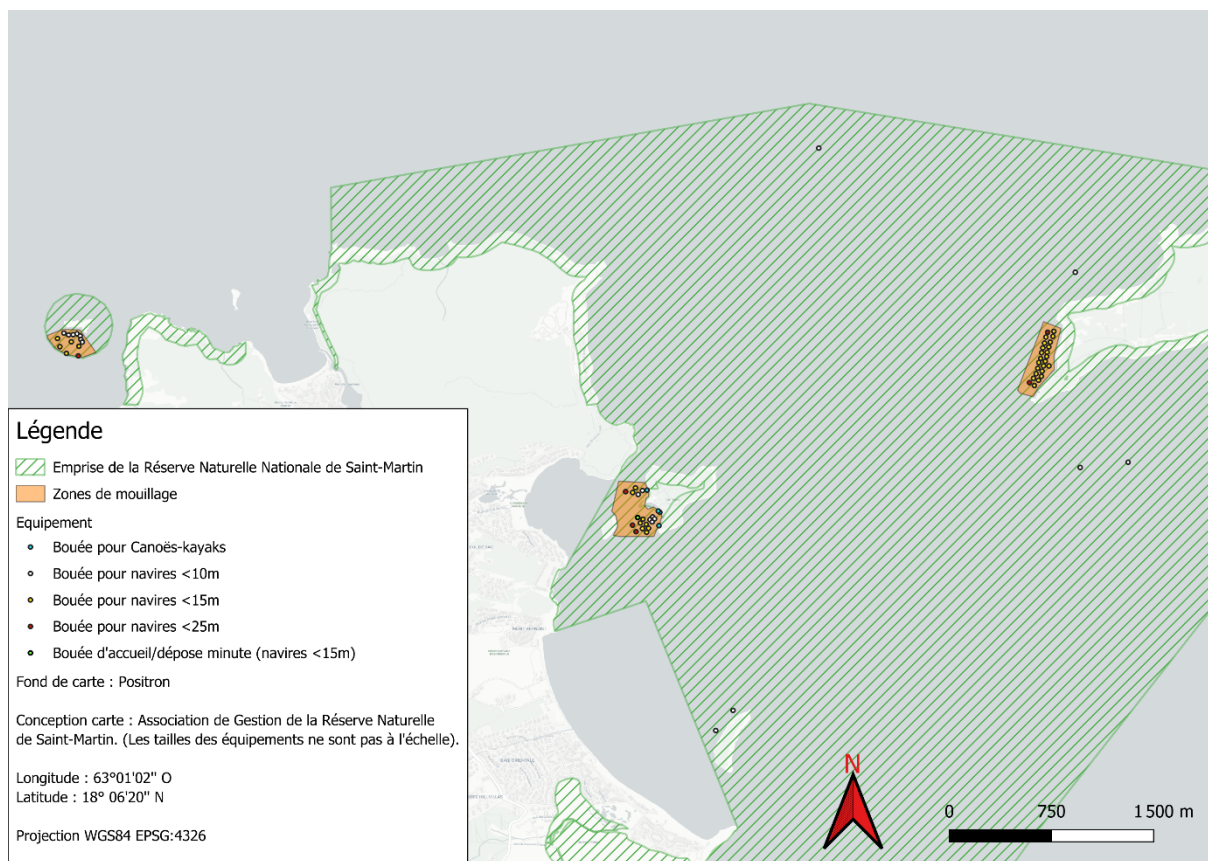 Légende
Emprise de la Réserve Naturelle Nationale de Saint-Martin
Zones de mouillage
Equipement
Bouée pour Canoës-kayaks
Bouée pour navires <10m
Bouée pour navires <15m
Bouée pour navires <25m
Bouée d'accueil/dépose minute (navires <15m)
Fond de carte : Positron
Conception carte : Association de Gestion de la Réserve Naturelle
de Saint-Martin. (Les tailles des équipements ne sont pas à l'échelle).
Longitude : 63°01'02'' O
Latitude : 18° 06'20'' N
Projection WGS84 EPSG:4326
N
0 750 1 500 m